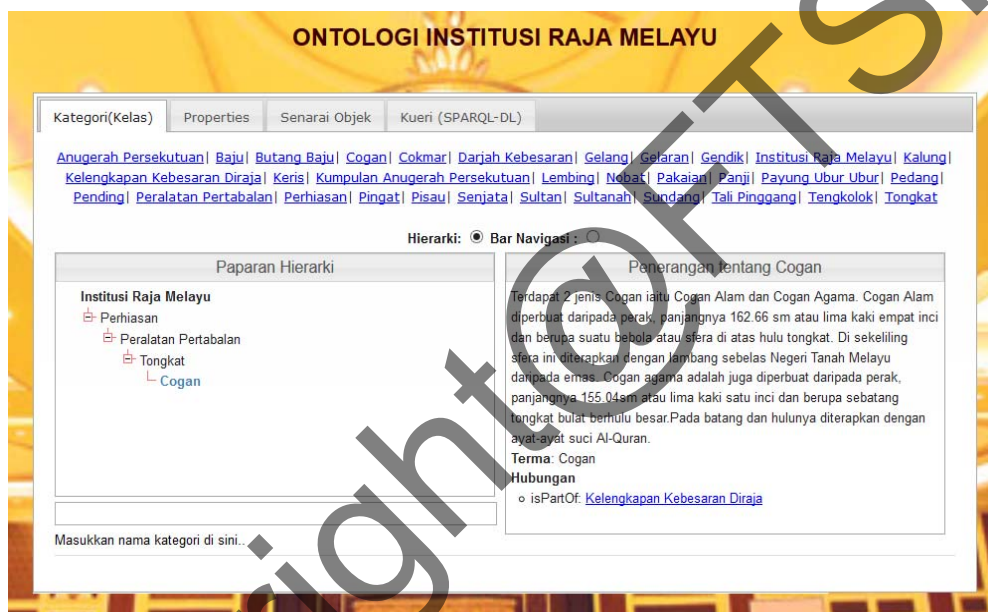 ONTOLOGI INSTITUSI RAJA MELAYU
Kategori(Kelas) Properties Senarai Objek Kueri (SPARQL-DL)
Anugerah Persekutuan| Baju| Butang Baju| Cogan| Cokmar| Darjah Kebesaran| Gelang| Gelaran| Gendik| Institusi Raja Melayu| Kalung|
Kelengkapan Kebesaran Diraja| Keris| Kumpulan Anugerah Persekutuan| Lembing| Nobat| Pakaian| Panji| Payung Ubur Ubur| Pedang|
Pending| Peralatan Pertabalan| Perhiasan| Pingat| Pisau| Senjata| Sultan| Sultanah| Sundang| Tali Pinggang| Tengkolok| Tongkat
Hierarki: Bar Navigasi :
Paparan Hierarki
Institusi Raja Melayu
Perhiasan
Peralatan Pertabalan
Tongkat
Cogan
Masukkan nama kategori di sini..
Penerangan tentang Cogan
Terdapat 2 jenis Cogan iaitu Cogan Alam dan Cogan Agama. Cogan Alam
diperbuat daripada perak, panjangnya 162.66 sm atau lima kaki empat inci
dan berupa suatu bebola atau sfera di atas hulu tongkat. Di sekeliling
sfera ini diterapkan dengan lambang sebelas Negeri Tanah Melayu
daripada emas. Cogan agama adalah juga diperbuat daripada perak,
panjangnya 155.04sm atau lima kaki satu inci dan berupa sebatang
tongkat bulat berhulu besar.Pada batang dan hulunya diterapkan dengan
ayat-ayat suci Al-Quran.
Terma: Cogan
Hubungan
isPartOf: Kelengkapan Kebesaran Diraja
right@FTS